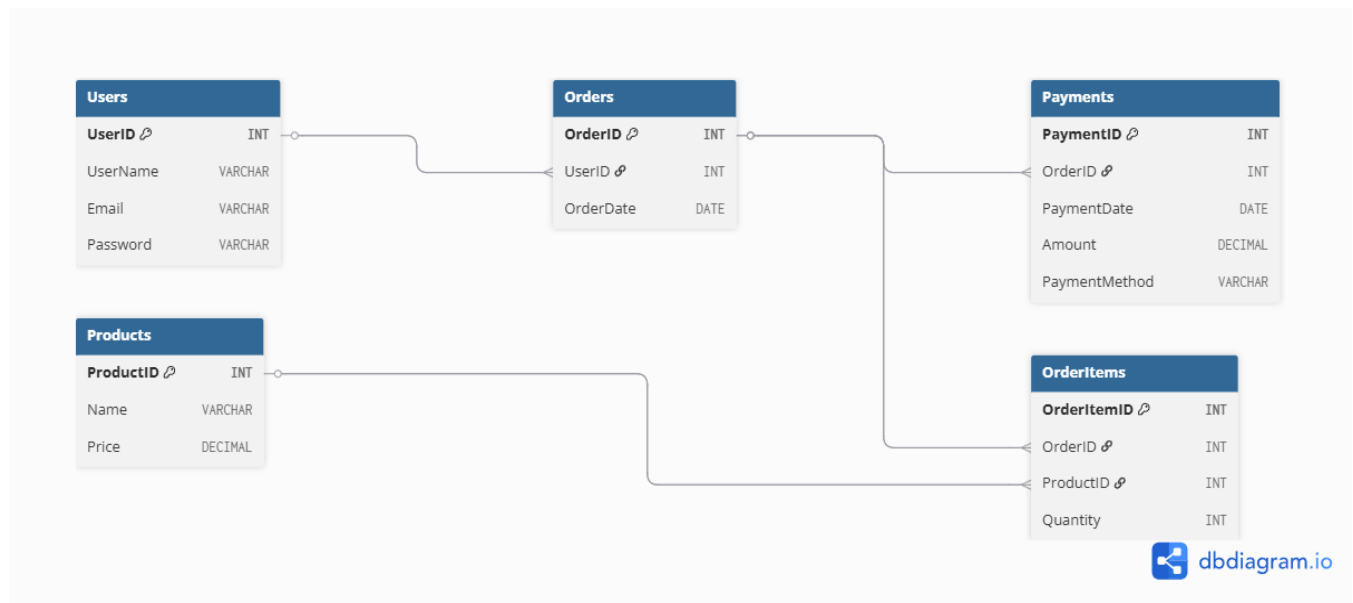 Users
UserID INT
UserName VARCHAR
Email VARCHAR
Password VARCHAR
Orders
OrderID INT
UserID INT
OrderDate DATE
Payments
PaymentID INT
OrderID INT
PaymentDate DATE
Amount DECIMAL
PaymentMethod VARCHAR
Products
ProductID INT
Name VARCHAR
Price DECIMAL
OrderItems
OrderItemID INT
OrderID INT
ProductID INT
Quantity INT
dbdiagram.io